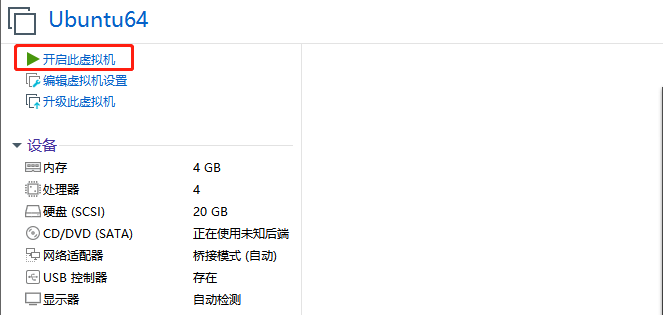 Ubuntu64
开启此虚拟机
编辑虚拟机设置
升级此虚拟机
设备
内存 4 GB
处理器 4
硬盘 (SCSI) 20 GB
CD/DVD (SATA) 正在使用未知后端
网络适配器 桥接模式 (自动)
USB 控制器 存在
显示器 自动检测